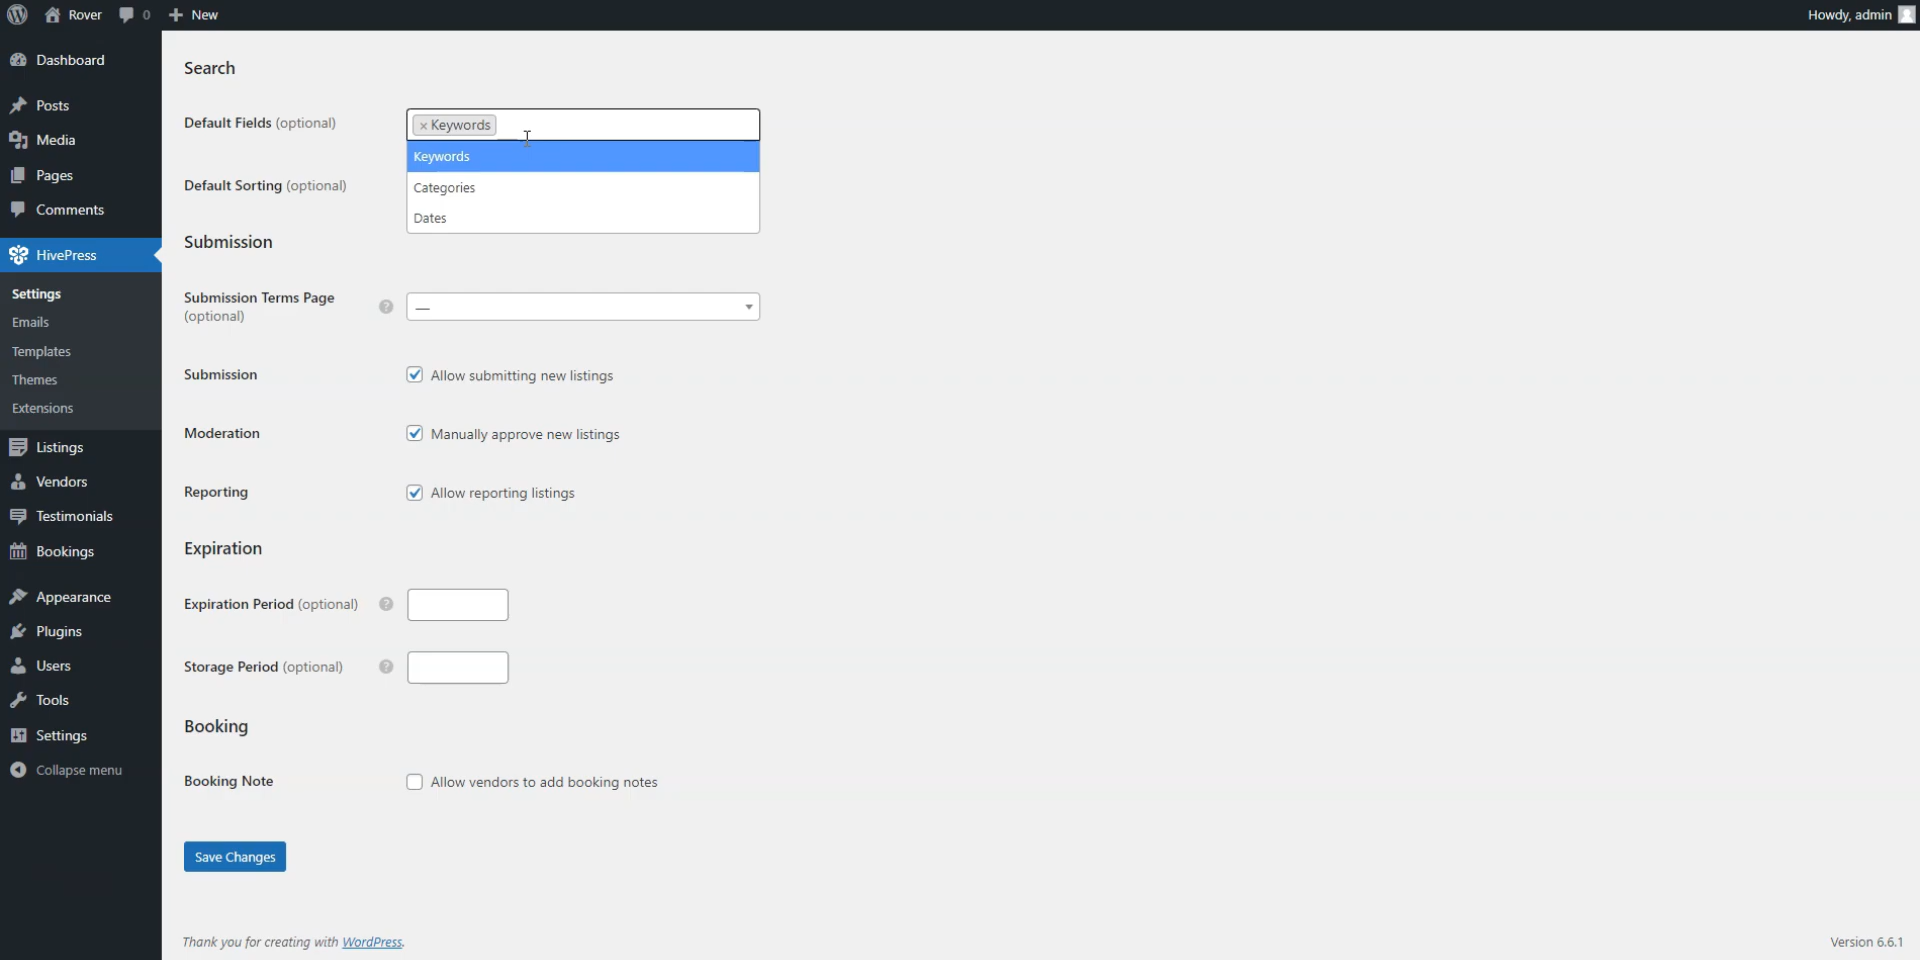 Rover
0
New
Howdy, admin
Dashboard
Posts
Media
Pages
Comments
HivePress
Settings
Emails
Templates
Themes
Extensions
Listings
Vendors
Testimonials
Bookings
Appearance
Plugins
Users
Tools
Settings
Collapse menu
Search
Default Fields (optional)
× Keywords
Keywords
Categories
Dates
Default Sorting (optional)
Submission
Submission Terms Page
(optional)
?
—
Submission
Allow submitting new listings
Moderation
Manually approve new listings
Reporting
Allow reporting listings
Expiration
Expiration Period (optional)
?
Storage Period (optional)
?
Booking
Booking Note
Allow vendors to add booking notes
Save Changes
Thank you for creating with WordPress.
Version 6.6.1